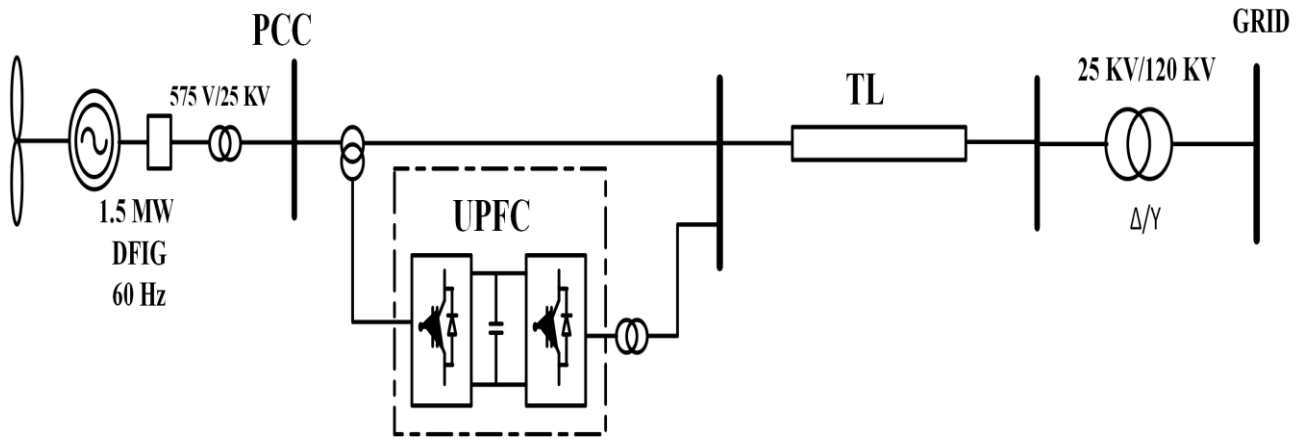 PCC
GRID
575 V/25 KV
TL
25 KV/120 KV
1.5 MW
DFIG
60 Hz
UPFC
Δ/Y